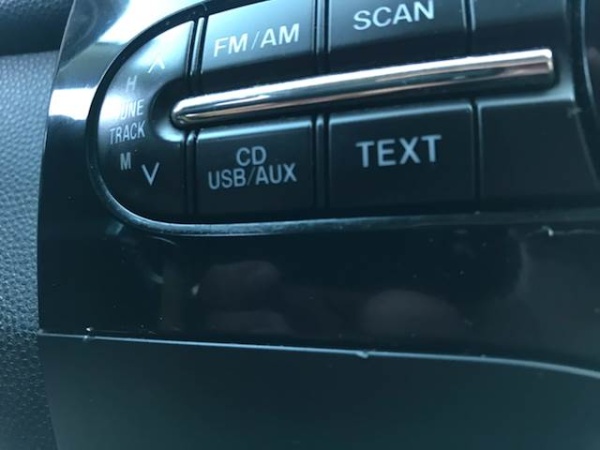 SCAN
FM/AM
H
TUNE
TRACK
M
CD
USB/AUX
TEXT